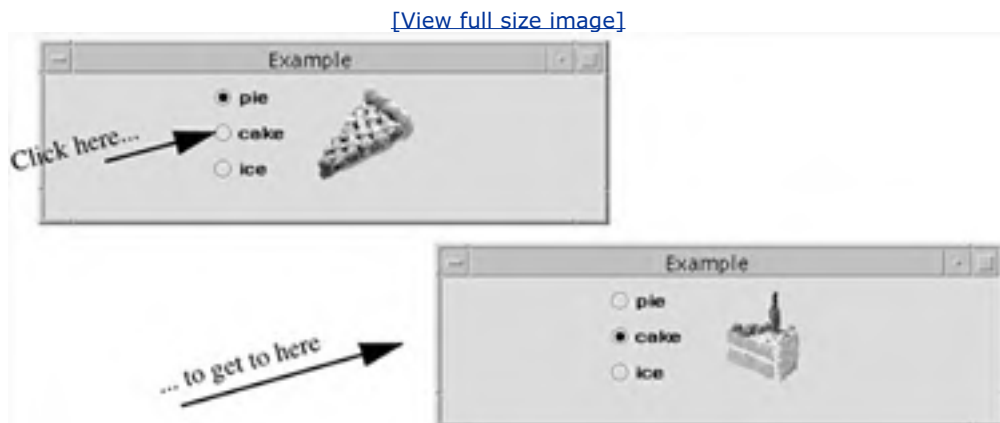 [View full size image]
Example
pie
Click here...
cake
ice
Example
pie
cake
... to get to here
ice